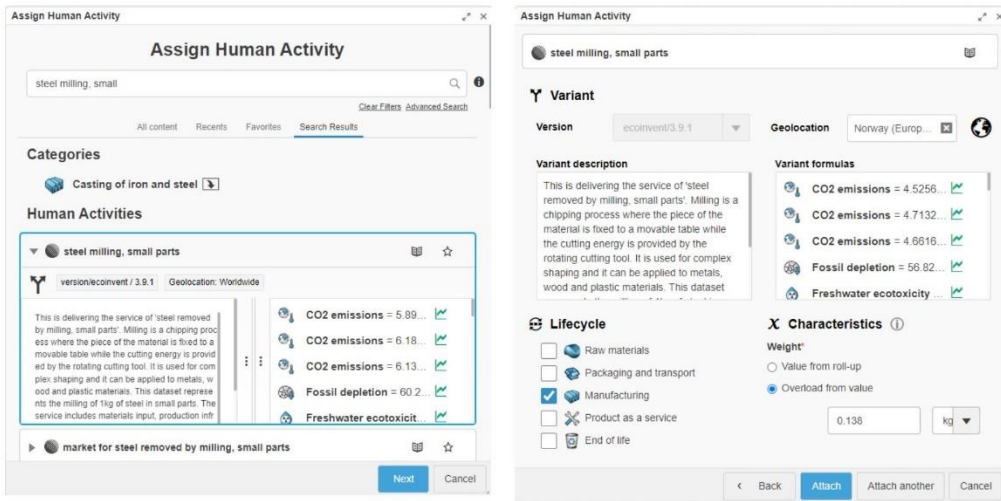 Assign Human Activity
Assign Human Activity
steel milling, small
Clear Filters Advanced Search
All content Recents Favorites Search Results
Categories
Casting of iron and steel
Human Activities
steel milling, small parts
version/ecoinvent / 3.9.1 Geolocation: Worldwide
This is delivering the service of 'steel removed
by milling, small parts'. Milling is a chipping proc
ess where the piece of the material is fixed to a
movable table while the cutting energy is provid
ed by the rotating cutting tool. It is used for com
plex shaping and it can be applied to metals, w
ood and plastic materials. This dataset represe
nts the milling of 1kg of steel in small parts. The
service includes materials input, production infr
CO2 emissions = 5.89...
CO2 emissions = 6.18...
CO2 emissions = 6.13...
Fossil depletion = 60.2...
Freshwater ecotoxicit...
market for steel removed by milling, small parts
Next Cancel
Assign Human Activity
steel milling, small parts
Variant
Version ecoinvent/3.9.1 Geolocation Norway (Europ...
Variant description
This is delivering the service of 'steel
removed by milling, small parts'. Milling is a
chipping process where the piece of the
material is fixed to a movable table while
the cutting energy is provided by the
rotating cutting tool. It is used for complex
shaping and it can be applied to metals,
wood and plastic materials. This dataset
Variant formulas
CO2 emissions = 4.5256...
CO2 emissions = 4.7132...
CO2 emissions = 4.6616...
Fossil depletion = 56.82...
Freshwater ecotoxicity ...
Lifecycle
Raw materials
Packaging and transport
Manufacturing
Product as a service
End of life
X Characteristics
Weight*
Value from roll-up
Overload from value
0.138 kg
< Back Attach Attach another Cancel